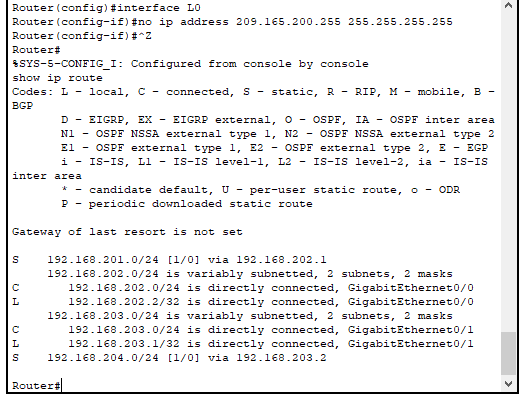 Router(config)#interface L0
Router(config-if)#no ip address 209.165.200.255 255.255.255.255
Router(config-if)#^Z
Router#
%SYS-5-CONFIG_I: Configured from console by console
show ip route
Codes: L - local, C - connected, S - static, R - RIP, M - mobile, B -
BGP
D - EIGRP, EX - EIGRP external, O - OSPF, IA - OSPF inter area
N1 - OSPF NSSA external type 1, N2 - OSPF NSSA external type 2
E1 - OSPF external type 1, E2 - OSPF external type 2, E - EGP
i - IS-IS, L1 - IS-IS level-1, L2 - IS-IS level-2, ia - IS-IS
inter area
* - candidate default, U - per-user static route, o - ODR
P - periodic downloaded static route

Gateway of last resort is not set

S    192.168.201.0/24 [1/0] via 192.168.202.1
192.168.202.0/24 is variably subnetted, 2 subnets, 2 masks
C       192.168.202.0/24 is directly connected, GigabitEthernet0/0
L       192.168.202.2/32 is directly connected, GigabitEthernet0/0
192.168.203.0/24 is variably subnetted, 2 subnets, 2 masks
C       192.168.203.0/24 is directly connected, GigabitEthernet0/1
L       192.168.203.1/32 is directly connected, GigabitEthernet0/1
S    192.168.204.0/24 [1/0] via 192.168.203.2

Router#